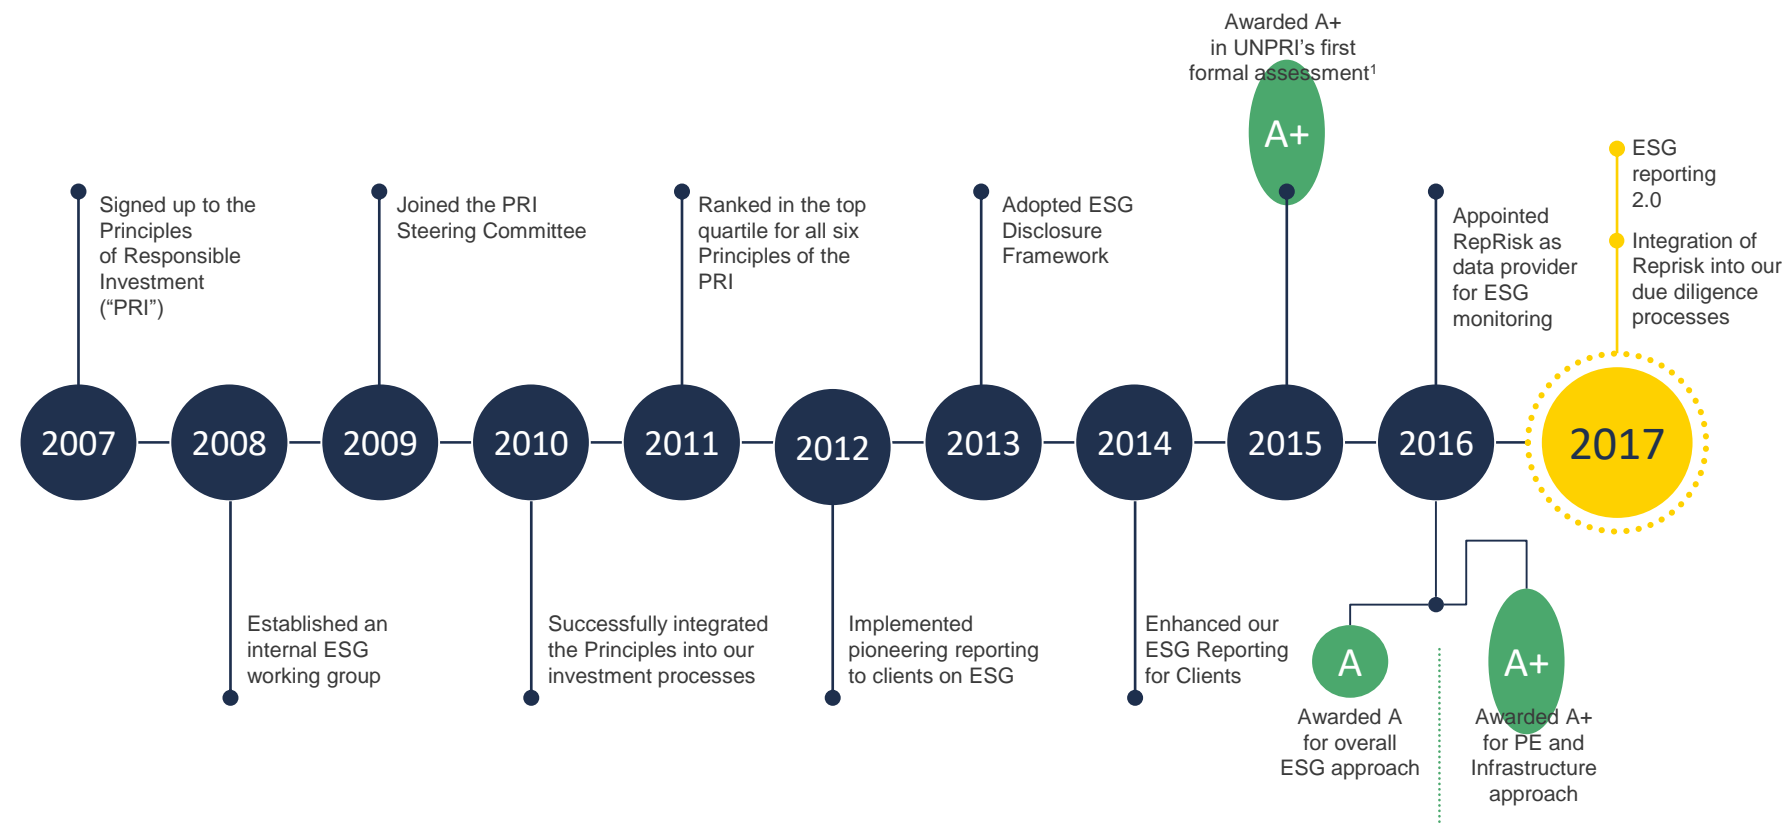 Awarded A+
in UNPRI’s first
formal assessment¹
A+
Signed up to the
Principles
of Responsible
Investment
(“PRI”)
Joined the PRI
Steering Committee
Ranked in the top
quartile for all six
Principles of the
PRI
Adopted ESG
Disclosure
Framework
Appointed
RepRisk as
data provider
for ESG
monitoring
ESG
reporting
2.0
Integration of
Reprisk into our
due diligence
processes
2007
2008
2009
2010
2011
2012
2013
2014
2015
2016
2017
Established an
internal ESG
working group
Successfully integrated
the Principles into our
investment processes
Implemented
pioneering reporting
to clients on ESG
Enhanced our
ESG Reporting
for Clients
A
Awarded A
for overall
ESG approach
A+
Awarded A+
for PE and
Infrastructure
approach